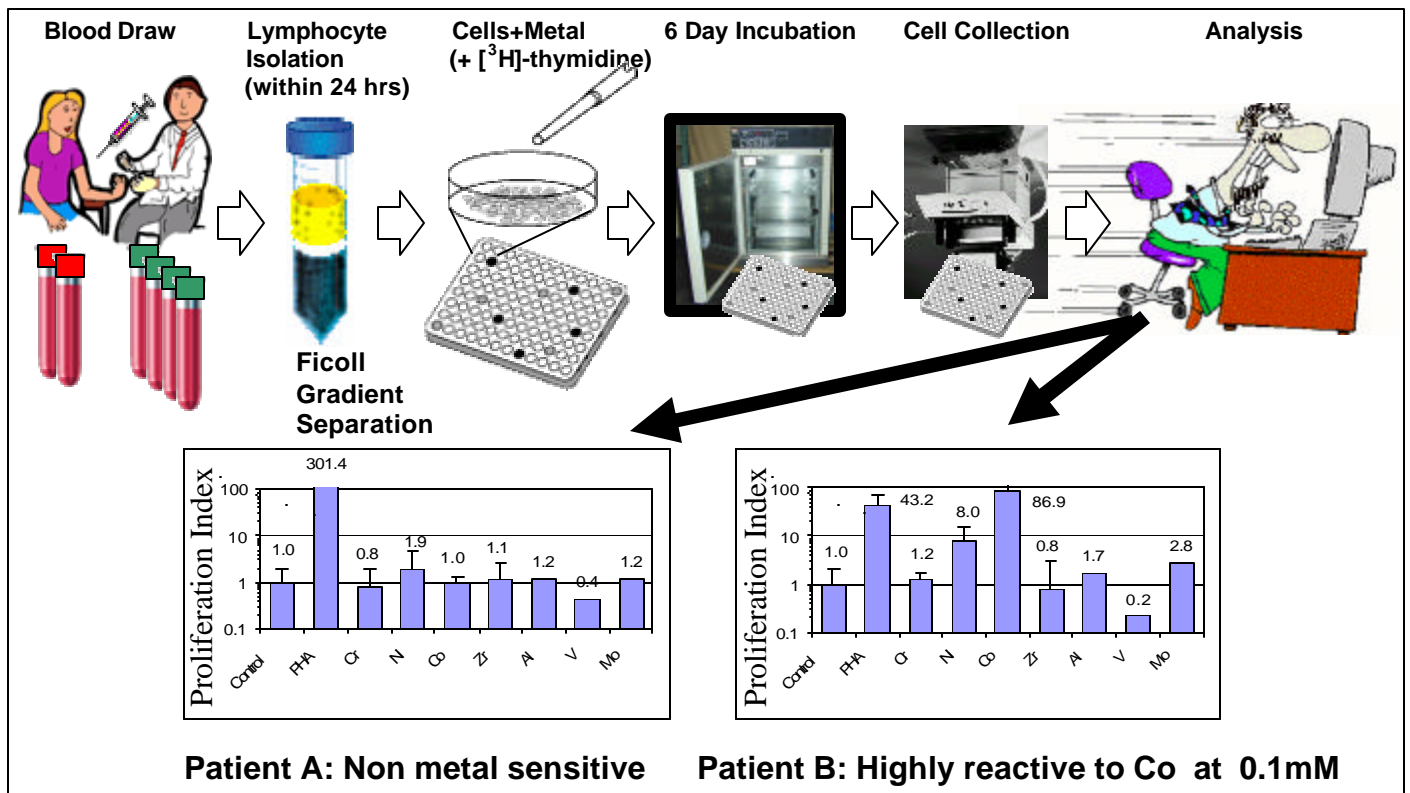 Blood Draw
Lymphocyte
Isolation
(within 24 hrs)
Cells+Metal
(+ [³H]-thymidine)
6 Day Incubation
Cell Collection
Analysis
Ficoll
Gradient
Separation
Proliferation Index
100
10
1
0.1
1.0
301.4
0.8
1.9
1.0
1.1
1.2
0.4
1.2
Control
PHA
Cr
N
Co
Zr
Al
V
Mo
Patient A: Non metal sensitive
Proliferation Index
100
10
1
0.1
1.0
43.2
1.2
8.0
86.9
0.8
1.7
0.2
2.8
Control
PHA
Cr
N
Co
Zr
Al
V
Mo
Patient B: Highly reactive to Co at 0.1mM